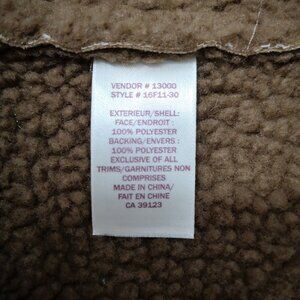 VENDOR # 13000
STYLE # 16F11-30
EXTERIEUR/SHELL:
FACE/ENDROIT :
100% POLYESTER
BACKING/ENVERS :
100% POLYESTER
EXCLUSIVE OF ALL
TRIMS/GARNITURES NON
COMPRISES
MADE IN CHINA/
FAIT EN CHINE
CA 39123